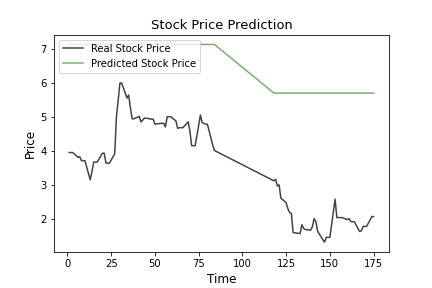 Stock Price Prediction
Real Stock Price
Predicted Stock Price
7
6
5
4
3
2
Price
0 25 50 75 100 125 150 175
Time